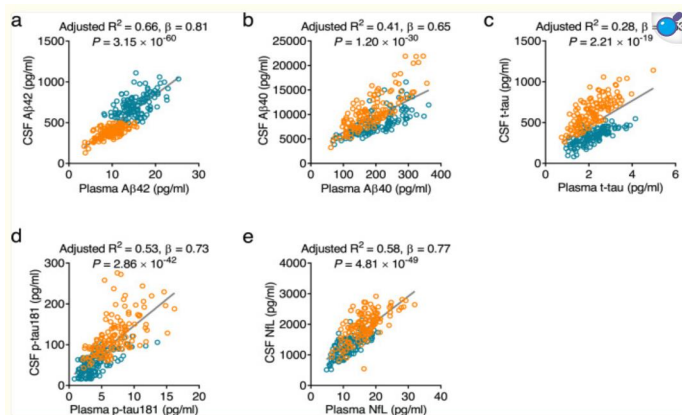 a
Adjusted R² = 0.66, β = 0.81
P = 3.15 × 10⁻⁶⁰
1500
1000
500
0
CSF Aβ42 (pg/ml)
0 10 20 30
Plasma Aβ42 (pg/ml)
b
Adjusted R² = 0.41, β = 0.65
P = 1.20 × 10⁻³⁰
25000
20000
15000
10000
5000
0
CSF Aβ40 (pg/ml)
0 100 200 300 400
Plasma Aβ40 (pg/ml)
c
Adjusted R² = 0.28, β =
P = 2.21 × 10⁻¹⁹
1500
1000
500
0
CSF t-tau (pg/ml)
0 2 4 6
Plasma t-tau (pg/ml)
d
Adjusted R² = 0.53, β = 0.73
P = 2.86 × 10⁻⁴²
300
200
100
0
CSF p-tau181 (pg/ml)
0 5 10 15 20
Plasma p-tau181 (pg/ml)
e
Adjusted R² = 0.58, β = 0.77
P = 4.81 × 10⁻⁴⁹
4000
3000
2000
1000
0
CSF NfL (pg/ml)
0 10 20 30 40
Plasma NfL (pg/ml)